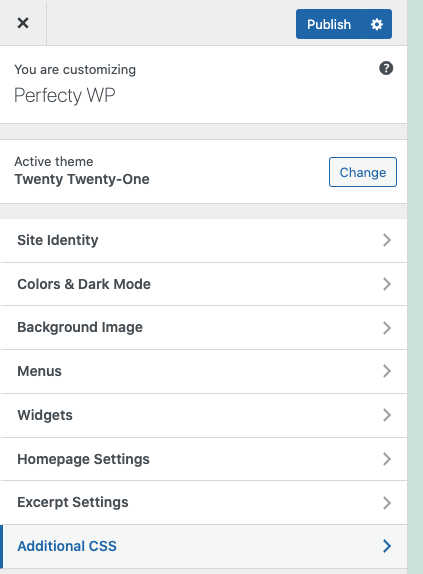 Publish
You are customizing
Perfecty WP
Active theme
Twenty Twenty-One
Change
Site Identity
Colors & Dark Mode
Background Image
Menus
Widgets
Homepage Settings
Excerpt Settings
Additional CSS